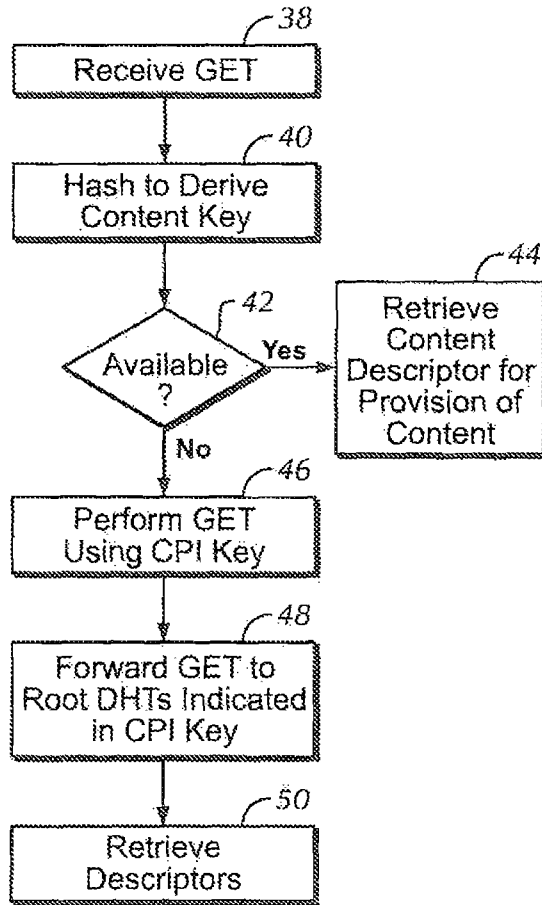 38
Receive GET
40
Hash to Derive
Content Key
42
Available
?
Yes
No
44
Retrieve
Content
Descriptor for
Provision of
Content
46
Perform GET
Using CPI Key
48
Forward GET to
Root DHTs Indicated
in CPI Key
50
Retrieve
Descriptors